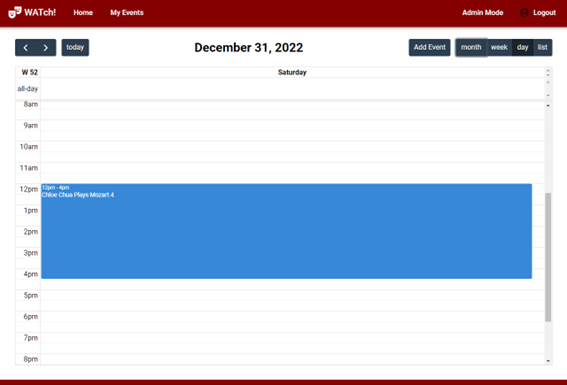 WATch! Home My Events Admin Mode Logout
today December 31, 2022 Add Event month week day list
W 52 Saturday
all-day
8am
9am
10am
11am
12pm 12pm - 4pm
Chloe Chua Plays Mozart 4
1pm
2pm
3pm
4pm
5pm
6pm
7pm
8pm